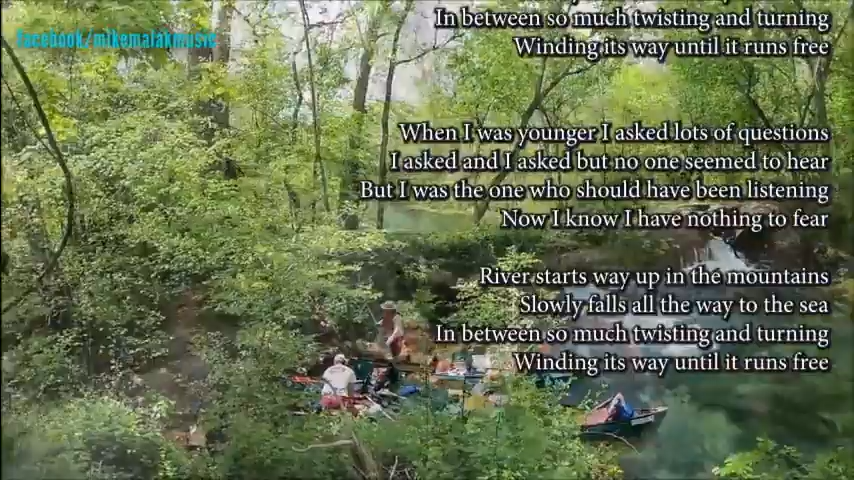 facebook/mikemalakmusic
In between so much twisting and turning
Winding its way until it runs free
When I was younger I asked lots of questions
I asked and I asked but no one seemed to hear
But I was the one who should have been listening
Now I know I have nothing to fear
River starts way up in the mountains
Slowly falls all the way to the sea
In between so much twisting and turning
Winding its way until it runs free